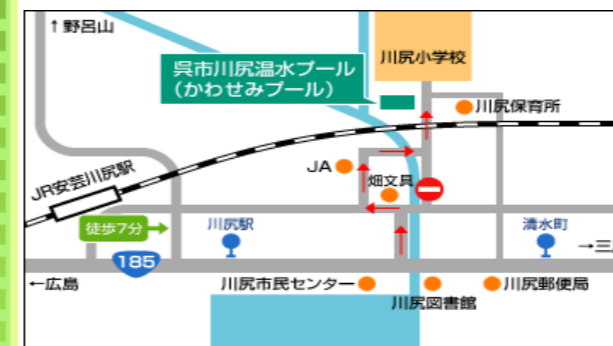 ↑野呂山
呉市川尻温水プール
(かわせみプール)
川尻小学校
川尻保育所
JR安芸川尻駅
JA
畑文具
徒歩7分
川尻駅
清水町
→三
185
←広島
川尻市民センター
川尻図書館
川尻郵便局